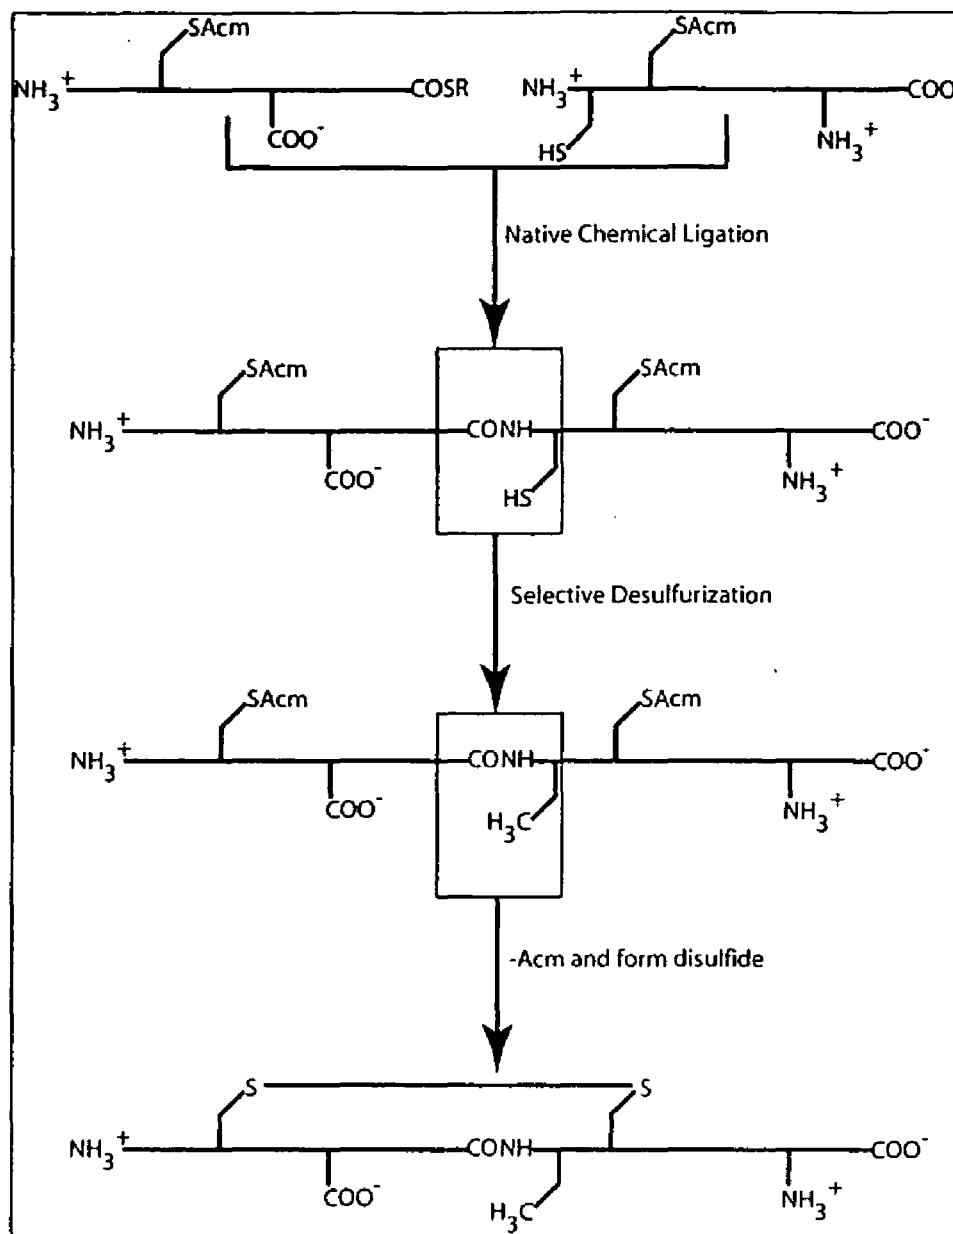 SAcm SAcm
NH₃⁺ COSR NH₃⁺ COO
COO⁻ HS NH₃⁺
Native Chemical Ligation
SAcm SAcm
NH₃⁺ CONH COO⁻
COO⁻ HS NH₃⁺
Selective Desulfurization
SAcm SAcm
NH₃⁺ CONH COO⁻
COO⁻ H₃C NH₃⁺
-Acm and form disulfide
S S
NH₃⁺ CONH COO⁻
COO⁻ H₃C NH₃⁺